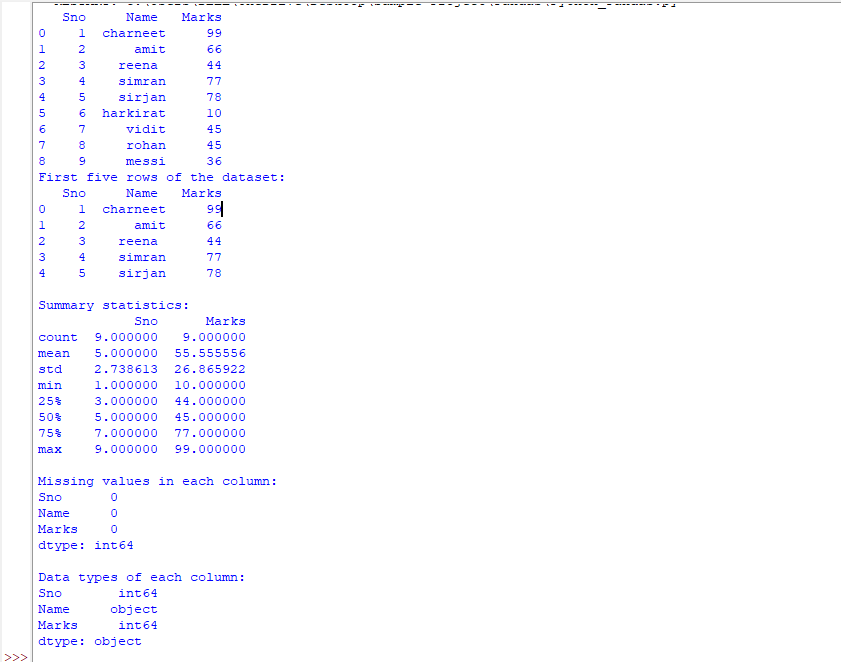 Sno Name Marks
0 1 charneet 99
1 2 amit 66
2 3 reena 44
3 4 simran 77
4 5 sirjan 78
5 6 harkirat 10
6 7 vidit 45
7 8 rohan 45
8 9 messi 36
First five rows of the dataset:
Sno Name Marks
0 1 charneet 99
1 2 amit 66
2 3 reena 44
3 4 simran 77
4 5 sirjan 78
Summary statistics:
Sno Marks
count 9.000000 9.000000
mean 5.000000 55.555556
std 2.738613 26.865922
min 1.000000 10.000000
25% 3.000000 44.000000
50% 5.000000 45.000000
75% 7.000000 77.000000
max 9.000000 99.000000
Missing values in each column:
Sno 0
Name 0
Marks 0
dtype: int64
Data types of each column:
Sno int64
Name object
Marks int64
dtype: object
>>>